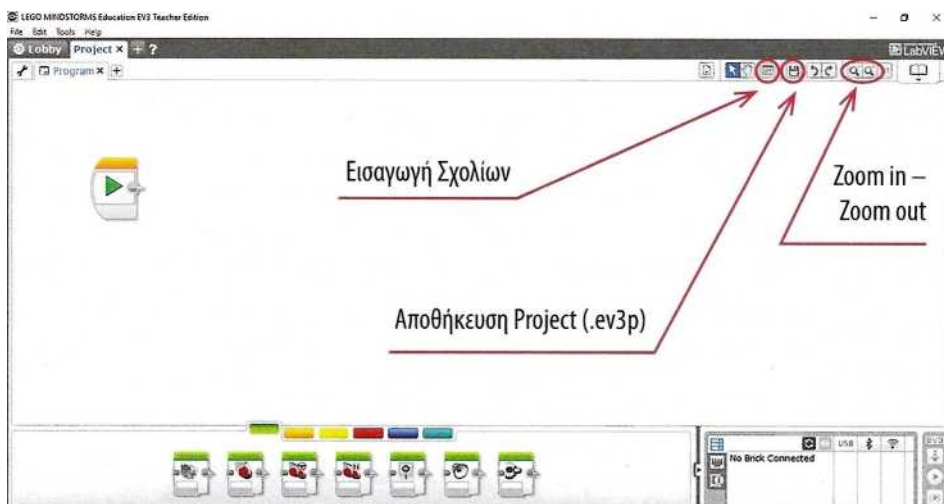 LEGO MINDSTORMS Education EV3 Teacher Edition
File Edit Tools Help
Lobby Project × + ?
LabVIEW
Program × +
Εισαγωγή Σχολίων
Zoom in –
Zoom out
Αποθήκευση Project (.ev3p)
USB
EV3
No Brick Connected